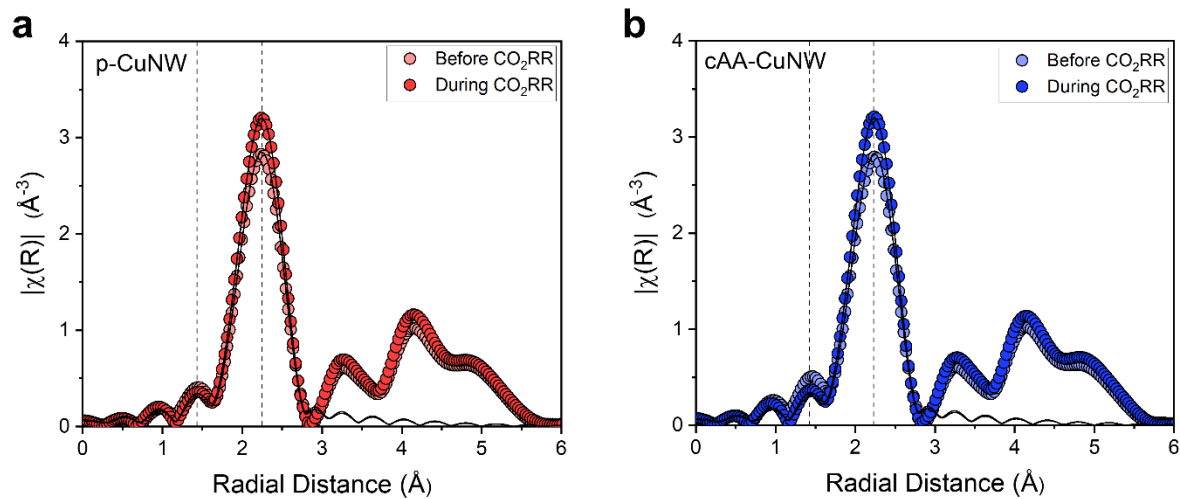 a
p-CuNW
Before CO₂RR
During CO₂RR
4
3
2
1
0
|χ(R)| (Å⁻³)
0 1 2 3 4 5 6
Radial Distance (Å)
b
cAA-CuNW
Before CO₂RR
During CO₂RR
4
3
2
1
0
|χ(R)| (Å⁻³)
0 1 2 3 4 5 6
Radial Distance (Å)